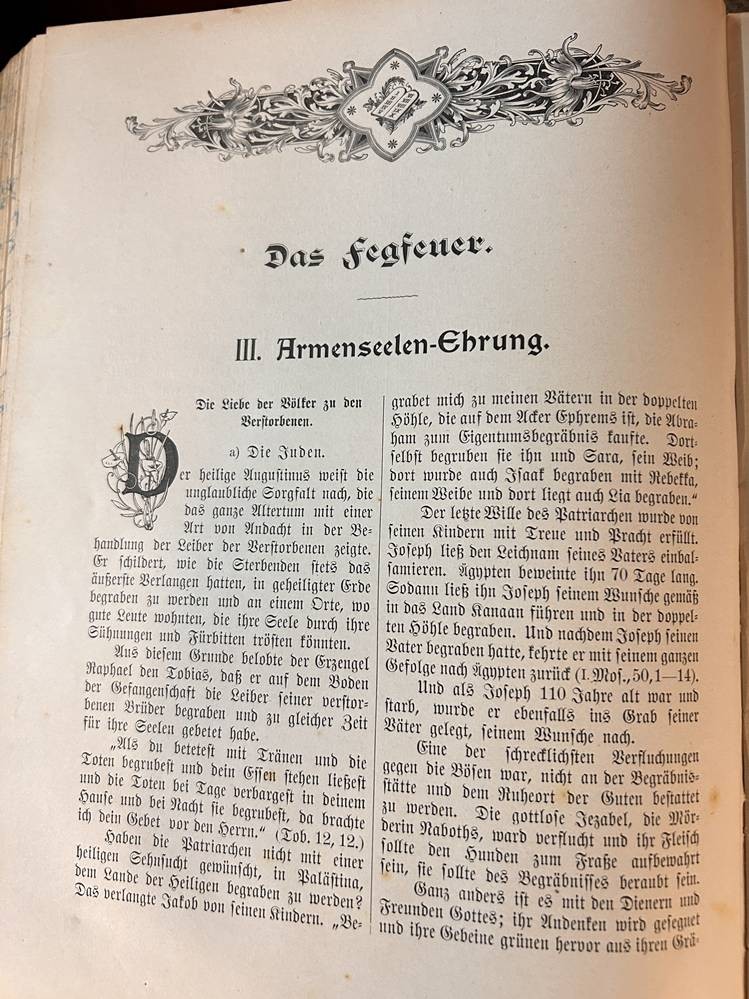 Das Fegfeuer.
III. Armenseelen-Ehrung.
Die Liebe der Völker zu den
Verstorbenen.
a) Die Juden.
Der heilige Augustinus weist die
unglaubliche Sorgfalt nach, die
das ganze Altertum mit einer
Art von Andacht in der Be-
handlung der Leiber der Verstorbenen zeigte.
Er schildert, wie die Sterbenden stets das
äußerste Verlangen hatten, in geheiligter Erde
begraben zu werden und an einem Orte, wo
gute Leute wohnten, die ihre Seele durch ihre
Sühnungen und Fürbitten trösten könnten.
Aus diesem Grunde belobte der Erzengel
Raphael den Tobias, daß er auf dem Boden
der Gefangenschaft die Leiber seiner verstor-
benen Brüder begraben und zu gleicher Zeit
für ihre Seelen gebetet habe.
„Als du betetest mit Tränen und die
Toten begrubest und dein Essen stehen ließest
und die Toten bei Tage verbargest in deinem
Hause und bei Nacht sie begrubest, da brachte
ich dein Gebet vor den Herrn.“ (Tob. 12, 12.)
Haben die Patriarchen nicht mit einer
heiligen Sehnsucht gewünscht, in Palästina,
dem Lande der Heiligen begraben zu werden?
Das verlangte Jakob von seinen Kindern. „Be-
grabet mich zu meinen Vätern in der doppelten
Höhle, die auf dem Acker Ephrems ist, die Abra-
ham zum Eigentumsbegräbnis kaufte. Dort-
selbst begruben sie ihn und Sara, sein Weib;
dort wurde auch Isaak begraben mit Rebekka,
seinem Weibe und dort liegt auch Lia begraben.“
Der letzte Wille des Patriarchen wurde von
seinen Kindern mit Treue und Pracht erfüllt.
Joseph ließ den Leichnam seines Vaters einbal-
samieren. Ägypten beweinte ihn 70 Tage lang.
Sodann ließ ihn Joseph seinem Wunsche gemäß
in das Land Kanaan führen und in der doppel-
ten Höhle begraben. Und nachdem Joseph seinen
Vater begraben hatte, kehrte er mit seinem ganzen
Gefolge nach Ägypten zurück (I. Mos., 50, 1—14).
Und als Joseph 110 Jahre alt war und
starb, wurde er ebenfalls ins Grab seiner
Väter gelegt, seinem Wunsche nach.
Eine der schrecklichsten Verfluchungen
gegen die Bösen war, nicht an der Begräbnis-
stätte und dem Ruheort der Guten bestattet
zu werden. Die gottlose Jezabel, die Mör-
derin Naboths, ward verflucht und ihr Fleisch
sollte den Hunden zum Fraße aufbewahrt
sein, sie sollte des Begräbnisses beraubt sein.
Ganz anders ist es mit den Dienern und
Freunden Gottes; ihr Andenken wird gesegnet
und ihre Gebeine grünen hervor aus ihren Grä-